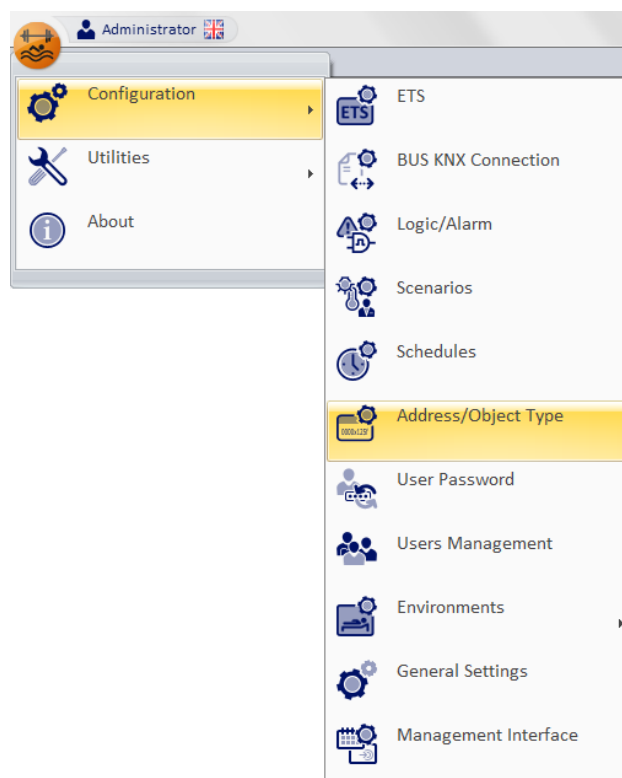 Administrator
Configuration
Utilities
About
ETS
ETS
BUS KNX Connection
Logic/Alarm
Scenarios
Schedules
Address/Object Type
User Password
Users Management
Environments
General Settings
Management Interface